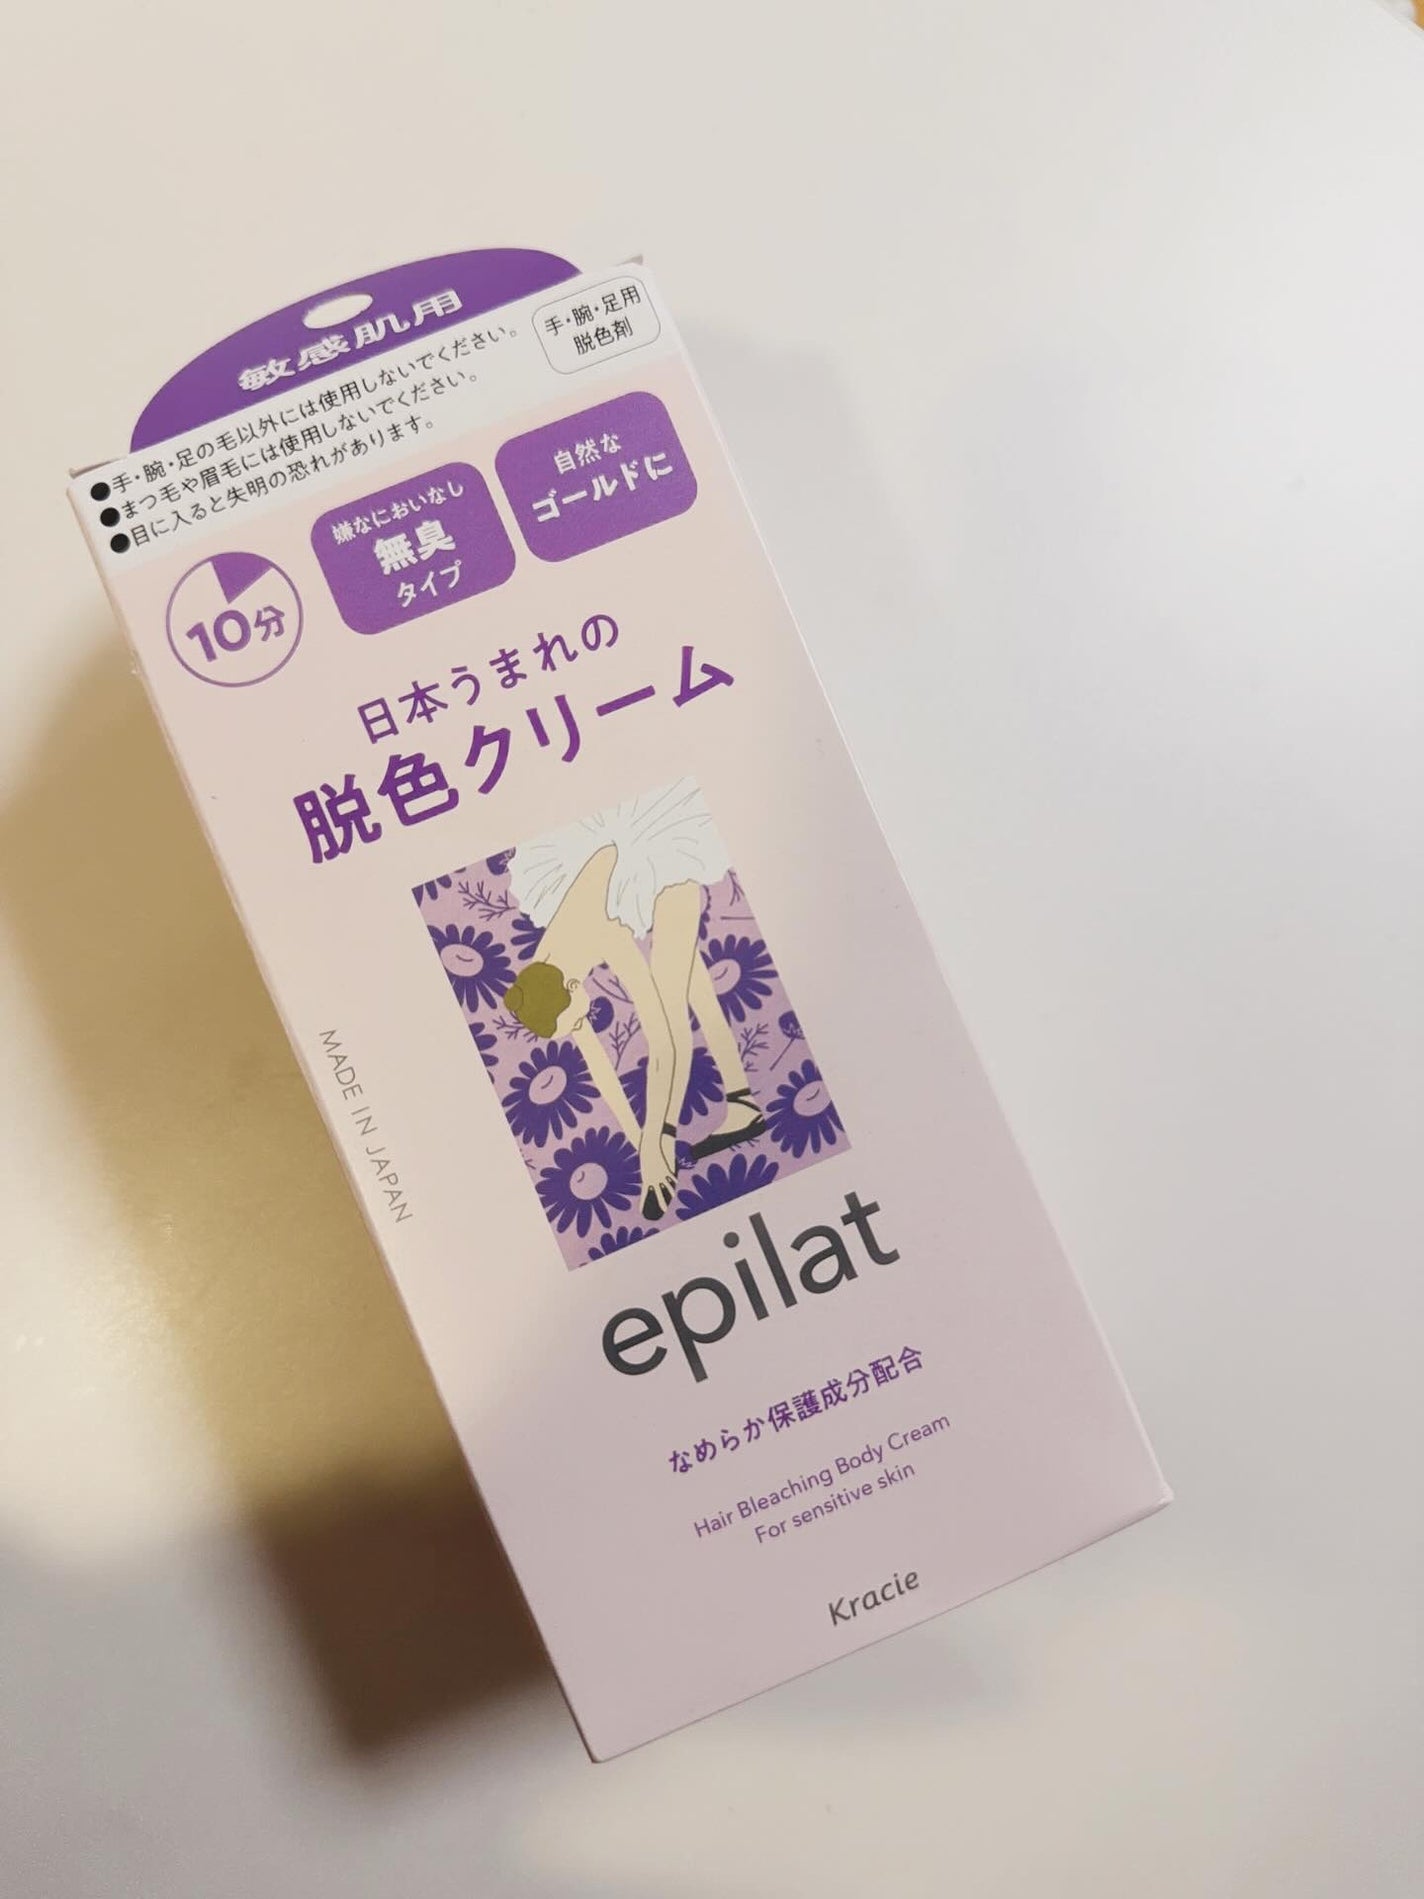 敏感肌用
●手・腕・足の毛以外には使用しないでください。
●まつ毛や眉毛には使用しないでください。
●目に入ると失明の恐れがあります。
手・腕・足用
脱色剤
10分
嫌なにおいなし
無臭
タイプ
自然な
ゴールドに
日本うまれの
脱色クリーム
MADE IN JAPAN
epilat
なめらか保護成分配合
Hair Bleaching Body Cream
For sensitive skin
Kracie